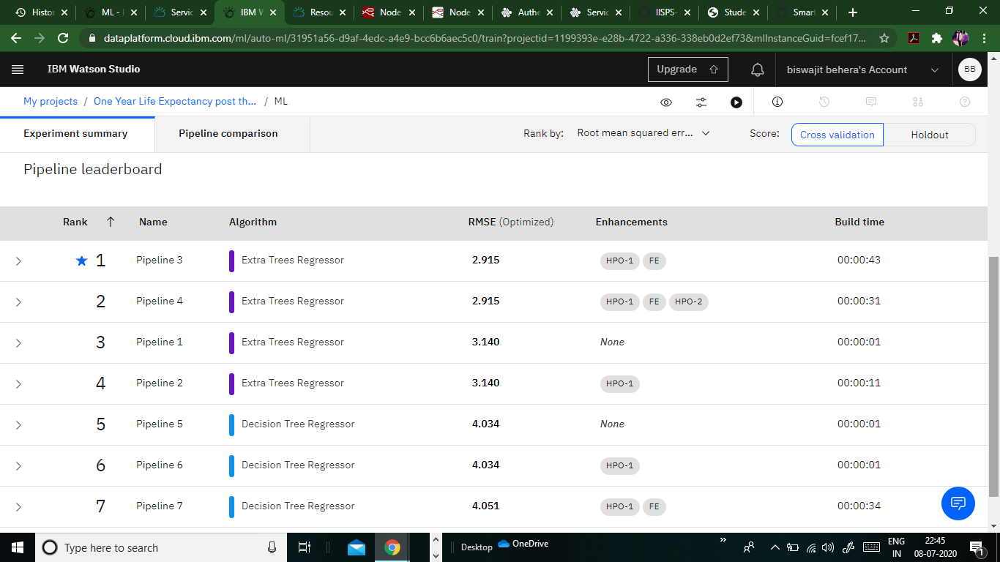 Histor ML - Servic IBM W Resou Node Node Authe Servic IISPS- Stude Smart
dataplatform.cloud.ibm.com/ml/auto-ml/31951a56-d9af-4edc-a4e9-bcc6b6aec5c0/train?projectid=1199393e-e28b-4722-a336-338eb0d2ef73&mlInstanceGuid=fcef17...
IBM Watson Studio Upgrade biswajit behera's Account BB
My projects / One Year Life Expectancy post th... / ML
Experiment summary Pipeline comparison Rank by: Root mean squared err... Score: Cross validation Holdout
Pipeline leaderboard
Rank Name Algorithm RMSE (Optimized) Enhancements Build time
1 Pipeline 3 Extra Trees Regressor 2.915 HPO-1 FE 00:00:43
2 Pipeline 4 Extra Trees Regressor 2.915 HPO-1 FE HPO-2 00:00:31
3 Pipeline 1 Extra Trees Regressor 3.140 None 00:00:01
4 Pipeline 2 Extra Trees Regressor 3.140 HPO-1 00:00:11
5 Pipeline 5 Decision Tree Regressor 4.034 None 00:00:01
6 Pipeline 6 Decision Tree Regressor 4.034 HPO-1 00:00:01
7 Pipeline 7 Decision Tree Regressor 4.051 HPO-1 FE 00:00:34
Type here to search Desktop OneDrive ENG 22:45
IN 08-07-2020 1